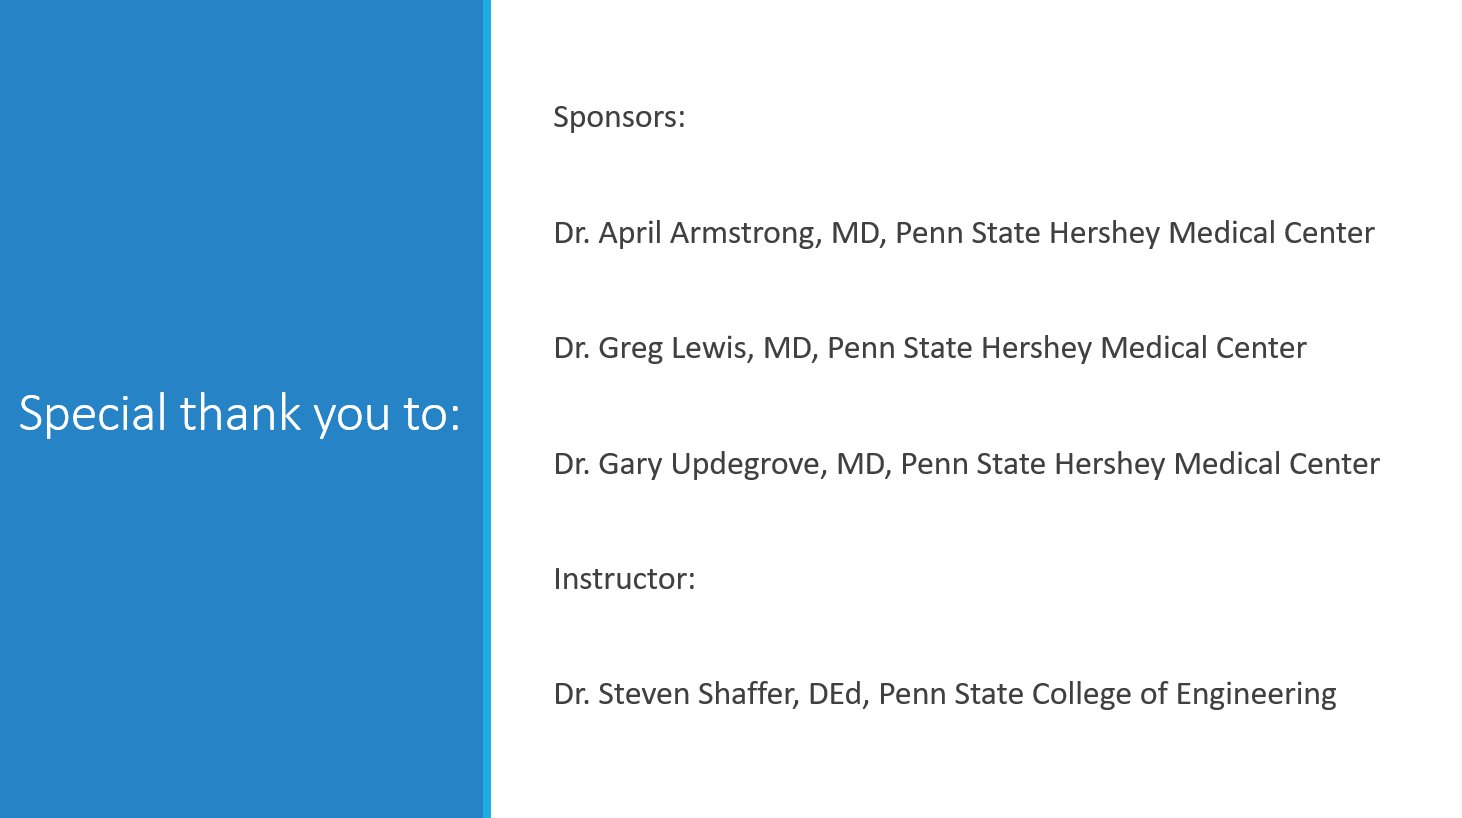 Special thank you to:
Sponsors:
Dr. April Armstrong, MD, Penn State Hershey Medical Center
Dr. Greg Lewis, MD, Penn State Hershey Medical Center
Dr. Gary Updegrove, MD, Penn State Hershey Medical Center
Instructor:
Dr. Steven Shaffer, DEd, Penn State College of Engineering